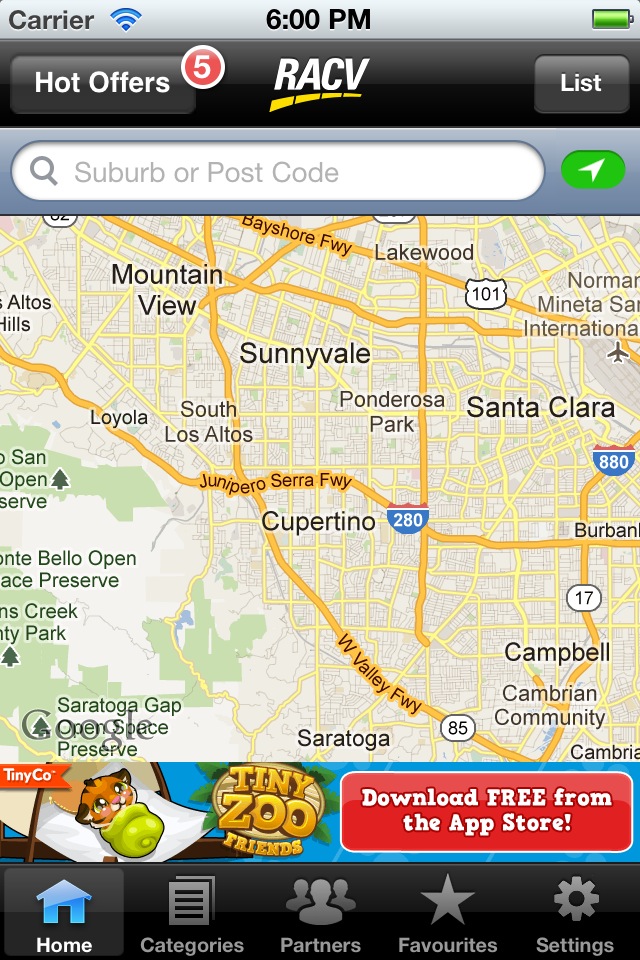 Carrier
6:00 PM
Hot Offers
5
RACV
List
Suburb or Post Code
Bayshore Fwy
Lakewood
Mountain
View
101
Norman
Mineta San
International
s Altos
Hills
Sunnyvale
Ponderosa
Park
Santa Clara
South
Los Altos
Loyola
o San
Open
serve
880
Junipero Serra Fwy
280
Cupertino
Burbank
onte Bello Open
ace Preserve
17
ns Creek
nty Park
W Valley Fwy
Campbell
Cambrian
Community
Saratoga Gap
Open Space
Preserve
Google
85
Saratoga
Cambria
TinyCo
TINY
ZOO
FRIENDS
Download FREE from
the App Store!
Home
Categories
Partners
Favourites
Settings